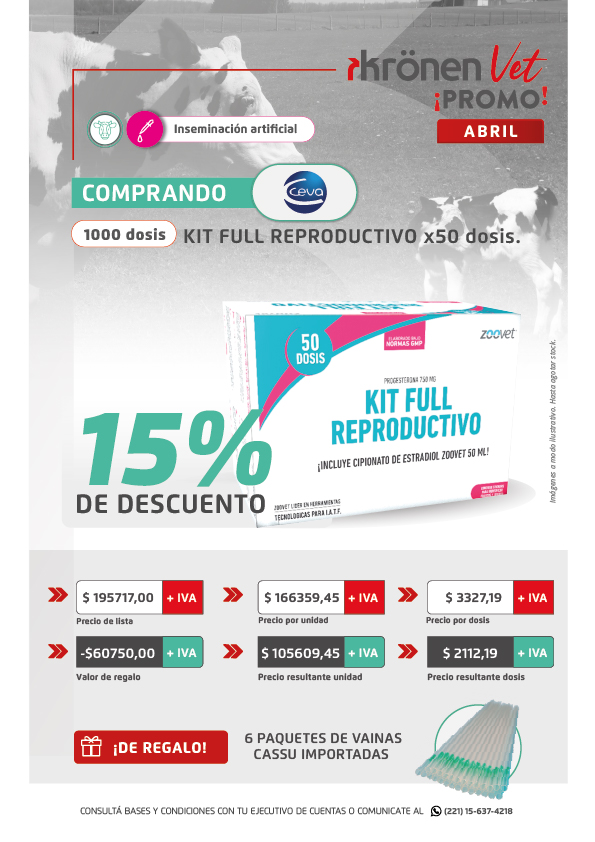 krönen Vet
¡PROMO!
ABRIL
Inseminación artificial
COMPRANDO
Ceva
1000 dosis
KIT FULL REPRODUCTIVO x50 dosis.
50
DOSIS
ELABORADO BAJO
NORMAS GMP
zoovet
PROGESTERONA 750 MG
KIT FULL
REPRODUCTIVO
¡INCLUYE CIPIONATO DE ESTRADIOL ZOOVET 50 ML!
ZOOVET LIDER EN HERRAMIENTAS
TECNOLOGICAS PARA I.A.T.F.
15%
DE DESCUENTO
Imágenes a modo ilustrativo. Hasta agotar stock.
$ 195717,00 + IVA
Precio de lista
$ 166359,45 + IVA
Precio por unidad
$ 3327,19 + IVA
Precio por dosis
-$60750,00 + IVA
Valor de regalo
$ 105609,45 + IVA
Precio resultante unidad
$ 2112,19 + IVA
Precio resultante dosis
¡DE REGALO!
6 PAQUETES DE VAINAS
CASSU IMPORTADAS
CONSULTÁ BASES Y CONDICIONES CON TU EJECUTIVO DE CUENTAS O COMUNICATE AL (221) 15-637-4218